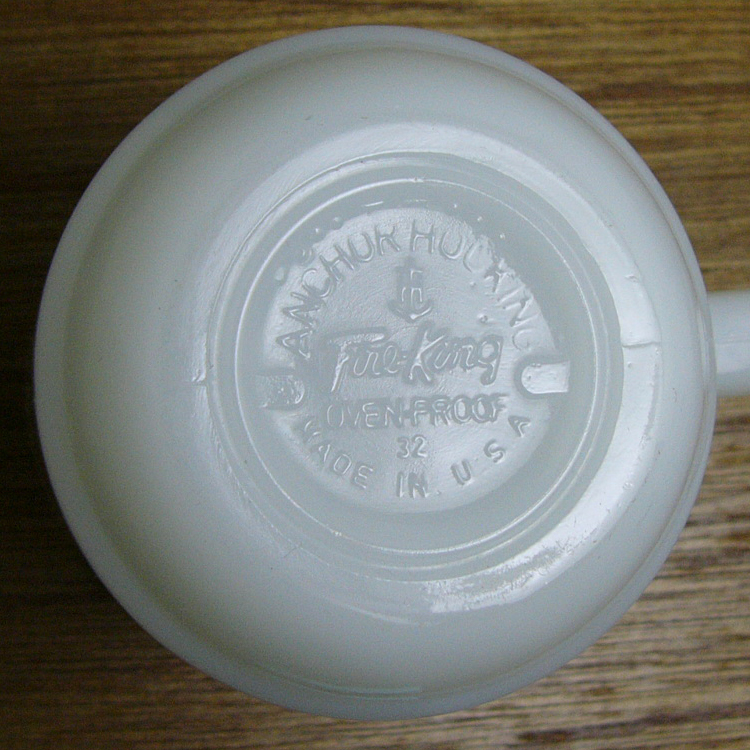 ANCHOR HOCKING
Fire-King
OVEN-PROOF
32
MADE IN U.S.A